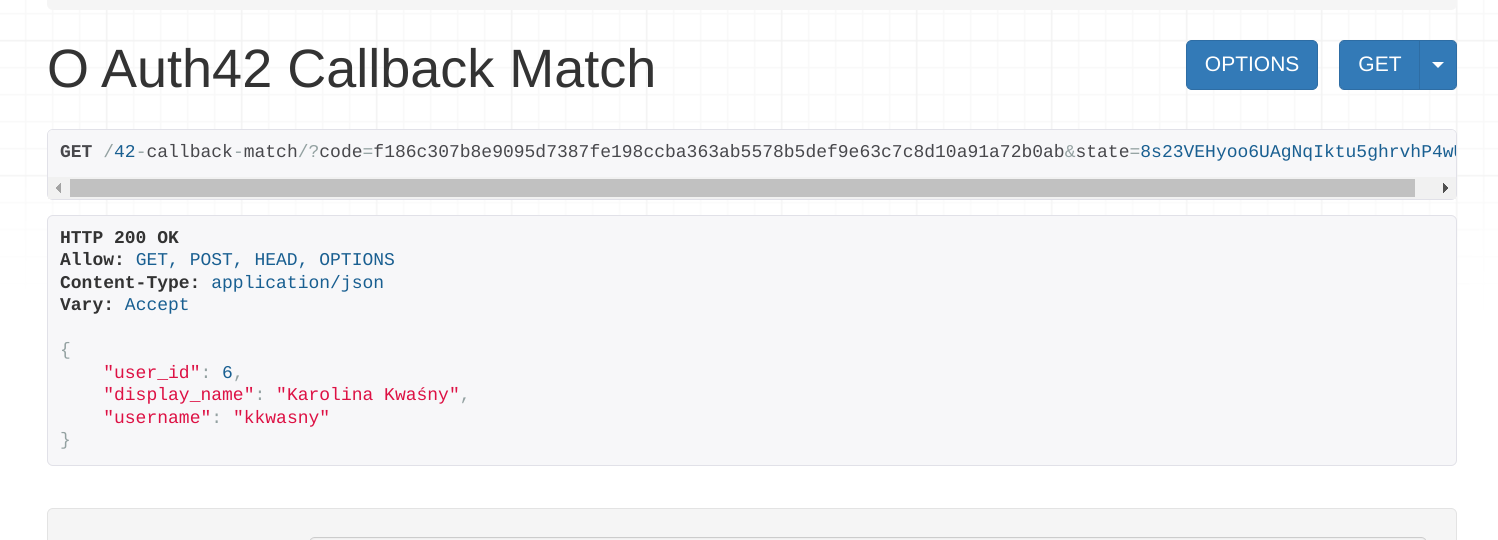 O Auth42 Callback Match
OPTIONS
GET
GET /42-callback-match/?code=f186c307b8e9095d7387fe198ccba363ab5578b5def9e63c7c8d10a91a72b0ab&state=8s23VEHyoo6UAgNqIktu5ghrvhP4w
HTTP 200 OK
Allow: GET, POST, HEAD, OPTIONS
Content-Type: application/json
Vary: Accept
{
    "user_id": 6,
    "display_name": "Karolina Kwaśny",
    "username": "kkwasny"
}